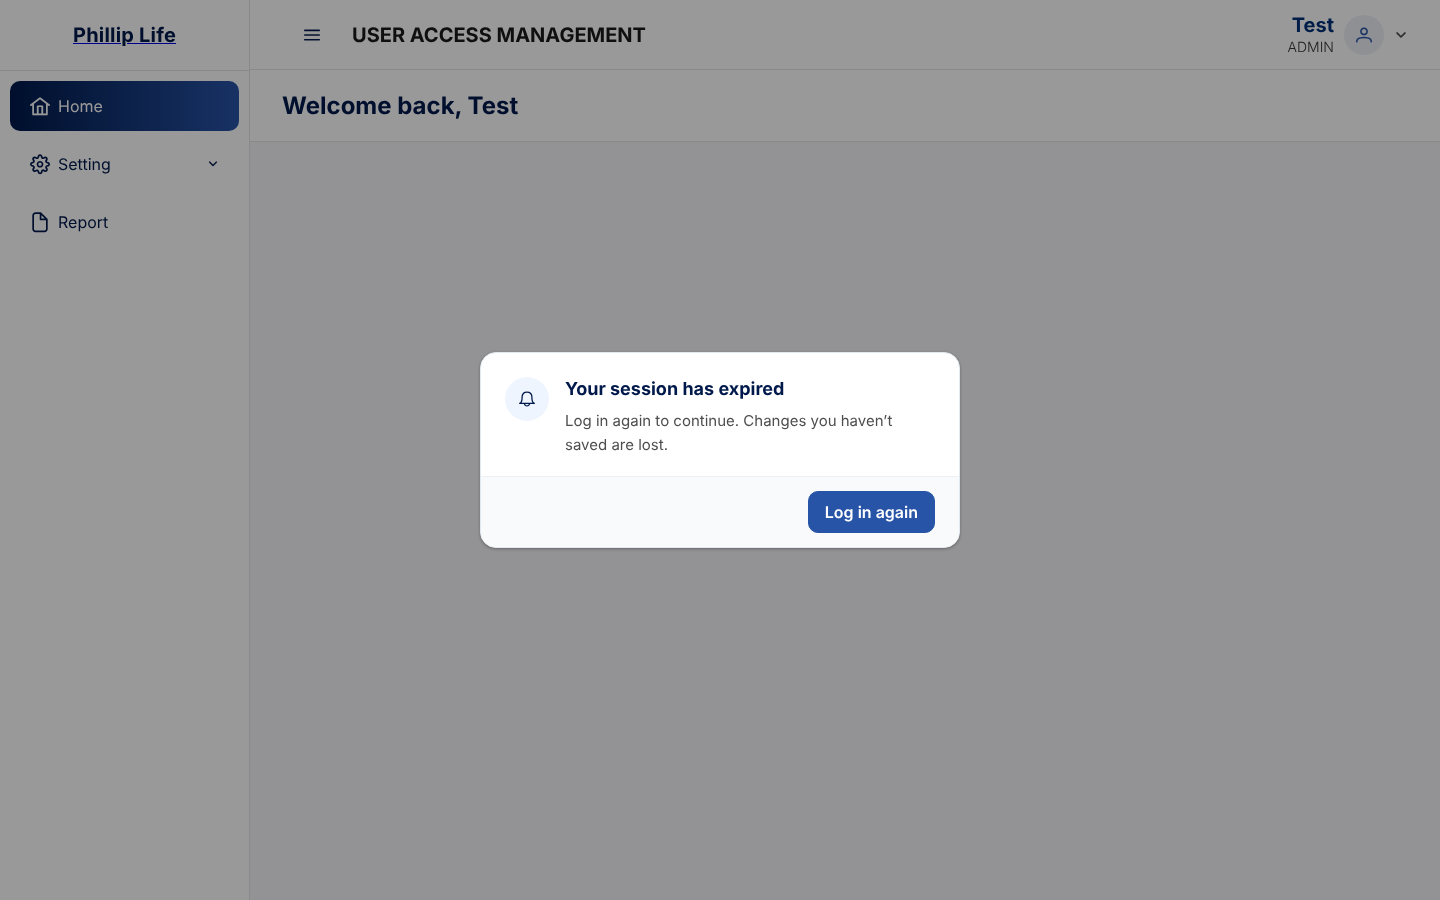 Phillip Life
USER ACCESS MANAGEMENT
Test
ADMIN
Home
Setting
Report
Welcome back, Test
Your session has expired
Log in again to continue. Changes you haven’t
saved are lost.
Log in again